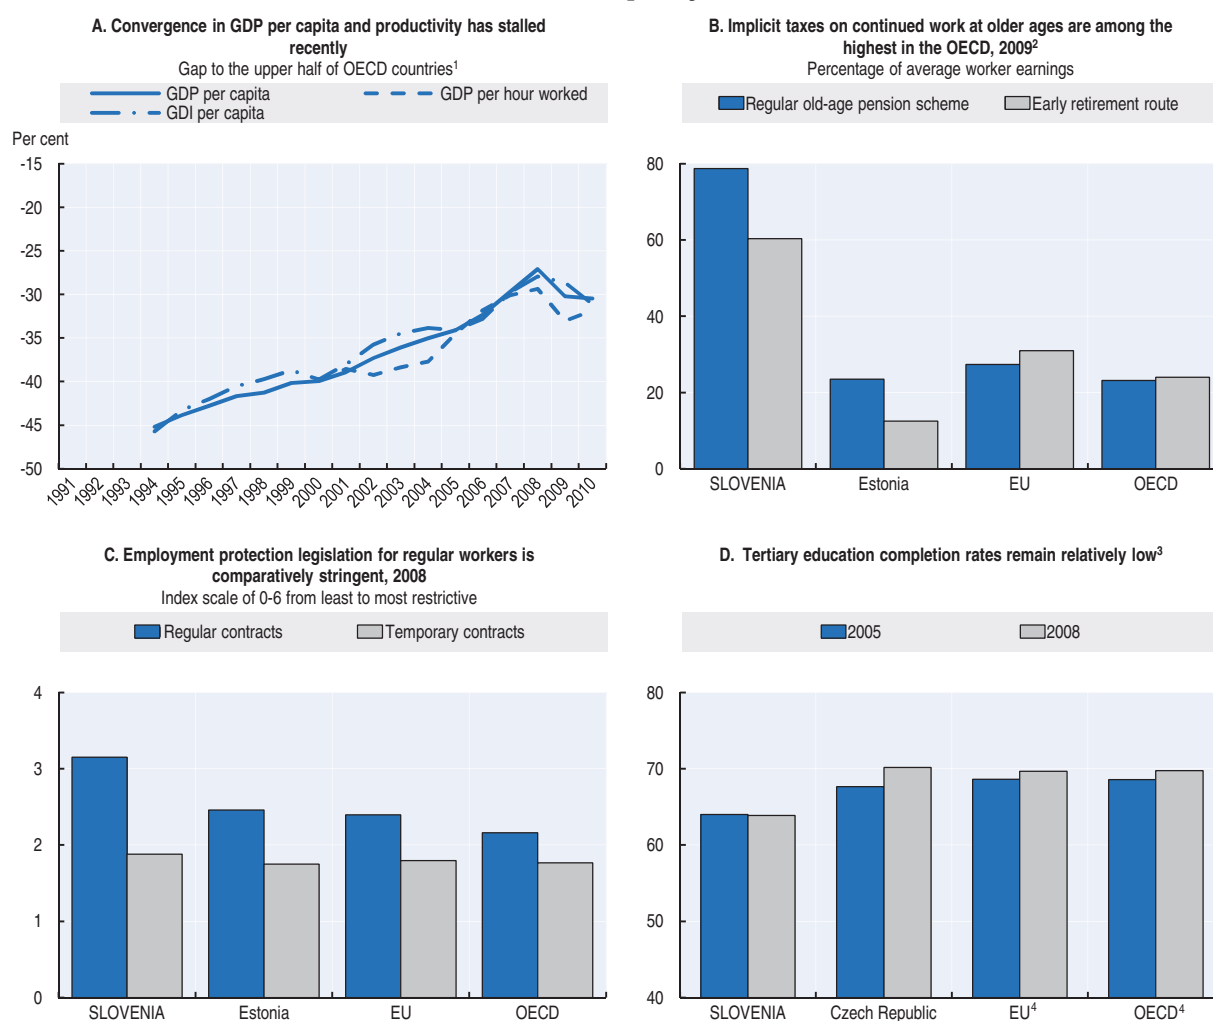 A. Convergence in GDP per capita and productivity has stalled
recently
Gap to the upper half of OECD countries1
GDP per capita
GDP per hour worked
GDI per capita
Per cent
-15
-20
-25
-30
-35
-40
-45
-50
1991 1992 1993 1994 1995 1996 1997 1998 1999 2000 2001 2002 2003 2004 2005 2006 2007 2008 2009 2010
B. Implicit taxes on continued work at older ages are among the
highest in the OECD, 2009²
Percentage of average worker earnings
Regular old-age pension scheme
Early retirement route
80
60
40
20
0
SLOVENIA Estonia EU OECD
C. Employment protection legislation for regular workers is
comparatively stringent, 2008
Index scale of 0-6 from least to most restrictive
Regular contracts
Temporary contracts
4
3
2
1
0
SLOVENIA Estonia EU OECD
D. Tertiary education completion rates remain relatively low³
2005
2008
80
70
60
50
40
SLOVENIA Czech Republic EU⁴ OECD⁴